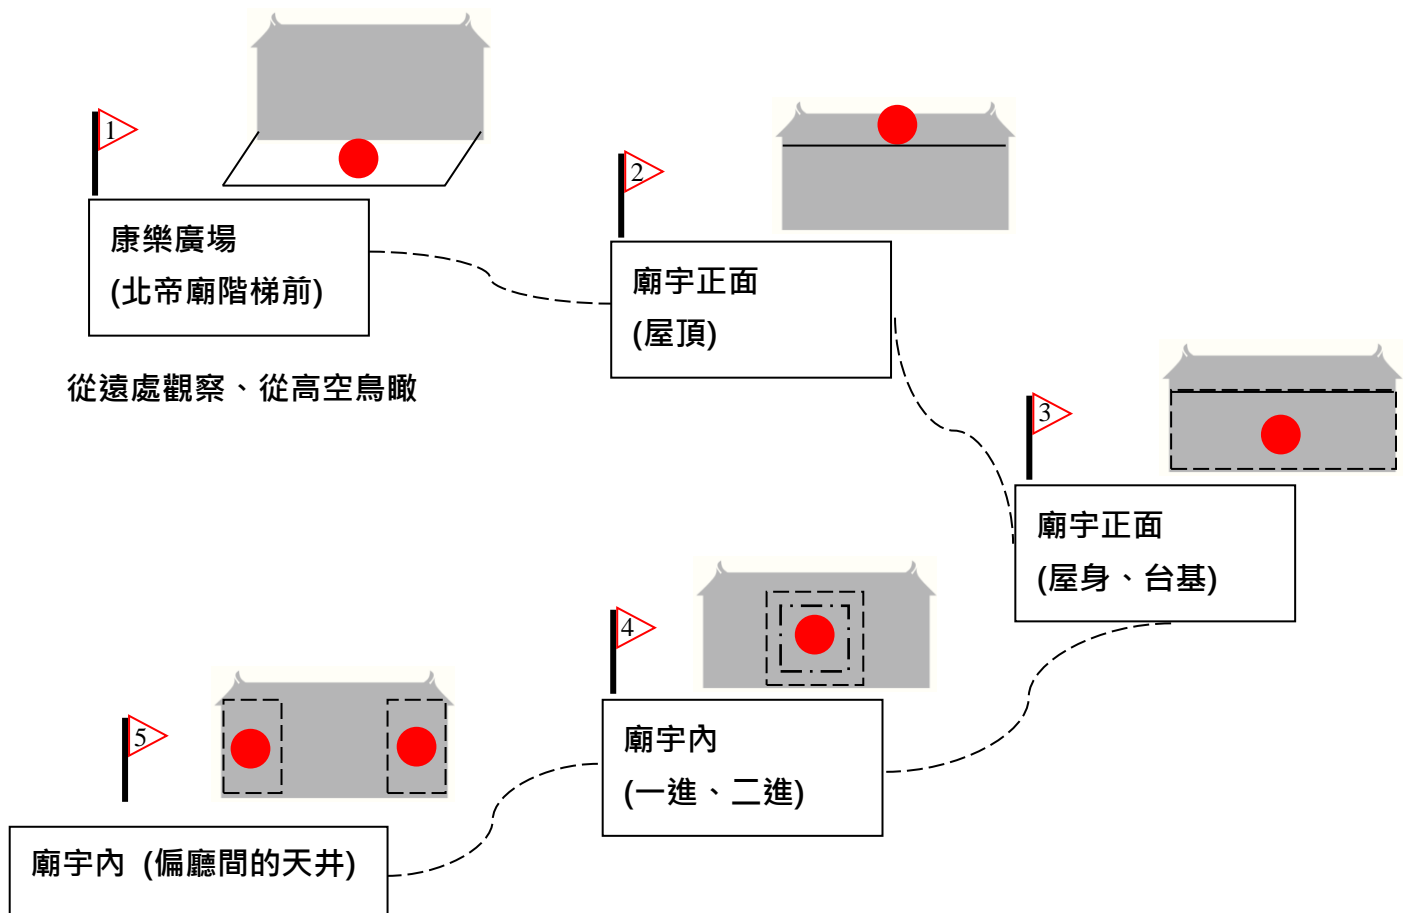 1
康樂廣場
(北帝廟階梯前)
從遠處觀察、從高空鳥瞰
2
廟宇正面
(屋頂)
3
廟宇正面
(屋身、台基)
4
廟宇內
(一進、二進)
5
廟宇內 (偏廳間的天井)